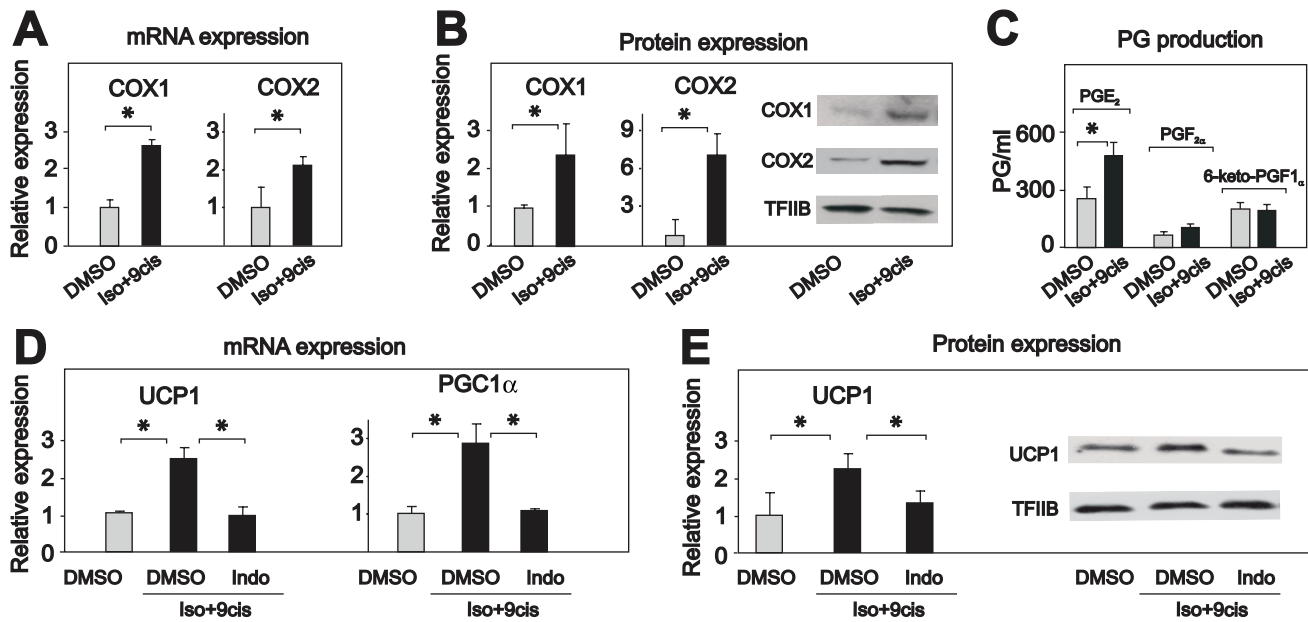 A
mRNA expression
Relative expression
COX1
COX2
*
*
3
2
1
0
3
2
1
DMSO
Iso+9cis
DMSO
Iso+9cis
B
Protein expression
Relative expression
COX1
COX2
*
*
3
2
1
0
9
6
3
DMSO
Iso+9cis
DMSO
Iso+9cis
COX1
COX2
TFIIB
DMSO
Iso+9cis
C
PG production
PG/ml
600
300
0
PGE2
*
PGF2α
6-keto-PGF1α
DMSO
Iso+9cis
DMSO
Iso+9cis
DMSO
Iso+9cis
D
mRNA expression
Relative expression
UCP1
PGC1α
* *
* *
3
2
1
0
3
2
1
DMSO DMSO Indo
Iso+9cis
DMSO DMSO Indo
Iso+9cis
E
Protein expression
Relative expression
UCP1
* *
3
2
1
0
DMSO DMSO Indo
Iso+9cis
UCP1
TFIIB
DMSO DMSO Indo
Iso+9cis